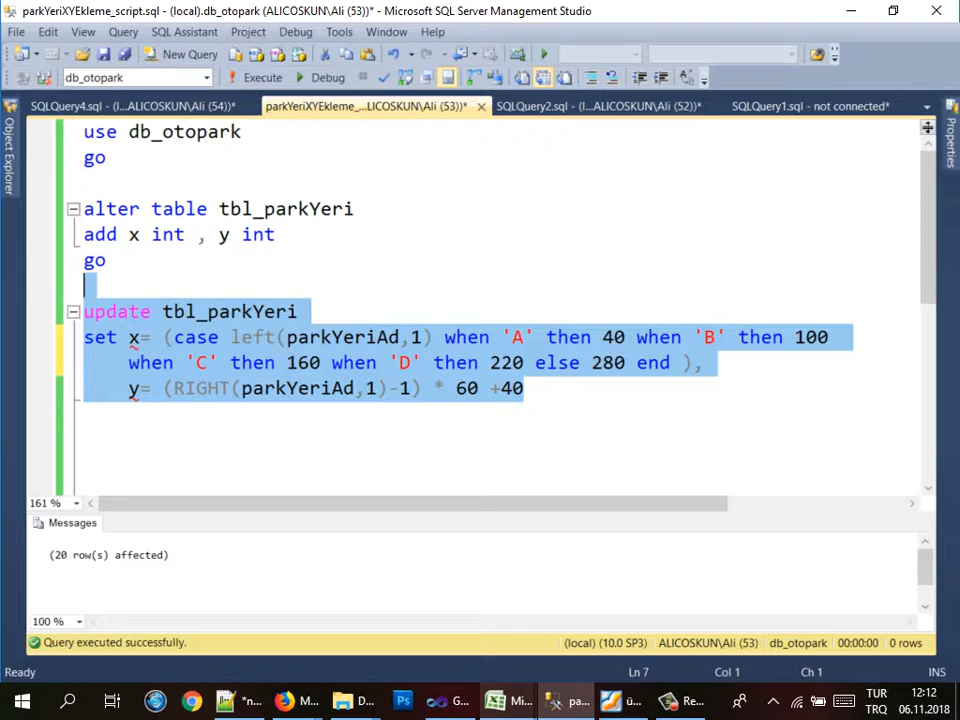 parkYeriXYEkleme_script.sql - (local).db_otopark (ALICOSKUN\Ali (53))* - Microsoft SQL Server Management Studio
File Edit View Query SQL Assistant Project Debug Tools Window Help
New Query
db_otopark Execute Debug
SQLQuery4.sql - (l...ALICOSKUN\Ali (54))* parkYeriXYEkleme_...LICOSKUN\Ali (53))* SQLQuery2.sql - (l...ALICOSKUN\Ali (52))* SQLQuery1.sql - not connected*
Object Explorer
Properties
use db_otopark
go
alter table tbl_parkYeri
add x int , y int
go
update tbl_parkYeri
set x= (case left(parkYeriAd,1) when 'A' then 40 when 'B' then 100
when 'C' then 160 when 'D' then 220 else 280 end ),
y= (RIGHT(parkYeriAd,1)-1) * 60 +40
161 %
Messages
(20 row(s) affected)
100 %
Query executed successfully. (local) (10.0 SP3) ALICOSKUN\Ali (53) db_otopark 00:00:00 0 rows
Ready Ln 7 Col 1 Ch 1 INS
*n... M... D... Ps G... Mi... pa... ü... Re... TUR 12:12
TRQ 06.11.2018